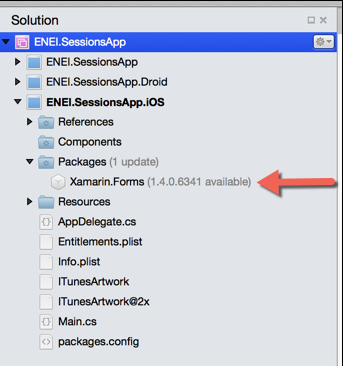 Solution
ENEI.SessionsApp
ENEI.SessionsApp
ENEI.SessionsApp.Droid
ENEI.SessionsApp.iOS
References
Components
Packages (1 update)
Xamarin.Forms (1.4.0.6341 available)
Resources
AppDelegate.cs
Entitlements.plist
Info.plist
ITunesArtwork
ITunesArtwork@2x
Main.cs
packages.config